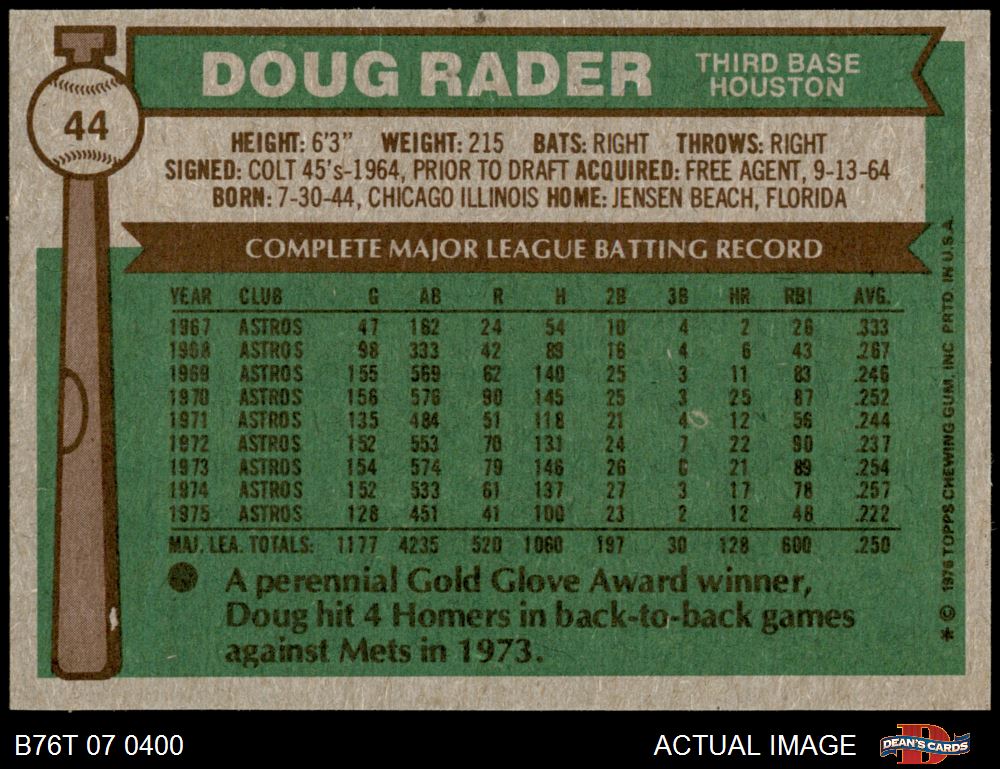 DOUG RADER
THIRD BASE
HOUSTON
44
HEIGHT: 6'3" WEIGHT: 215 BATS: RIGHT THROWS: RIGHT
SIGNED: COLT 45's-1964, PRIOR TO DRAFT ACQUIRED: FREE AGENT, 9-13-64
BORN: 7-30-44, CHICAGO ILLINOIS HOME: JENSEN BEACH, FLORIDA
COMPLETE MAJOR LEAGUE BATTING RECORD
YEAR CLUB G AB R H 2B 3B HR RBI AVG.
1967 ASTROS 47 162 24 54 10 4 2 26 .333
1968 ASTROS 98 333 42 89 16 4 6 43 .267
1969 ASTROS 155 569 62 140 25 3 11 83 .246
1970 ASTROS 156 576 90 145 25 3 25 87 .252
1971 ASTROS 135 484 51 118 21 4 12 56 .244
1972 ASTROS 152 553 70 131 24 7 22 90 .237
1973 ASTROS 154 574 79 146 26 6 21 89 .254
1974 ASTROS 152 533 61 137 27 3 17 78 .257
1975 ASTROS 128 451 41 100 23 2 12 48 .222
MAJ. LEA. TOTALS: 1177 4235 520 1060 197 30 128 600 .250
A perennial Gold Glove Award winner,
Doug hit 4 Homers in back-to-back games
against Mets in 1973.
* © 1976 TOPPS CHEWING GUM, INC PRTD. IN U.S.A.
B76T 07 0400
ACTUAL IMAGE
D
DEAN'S CARDS